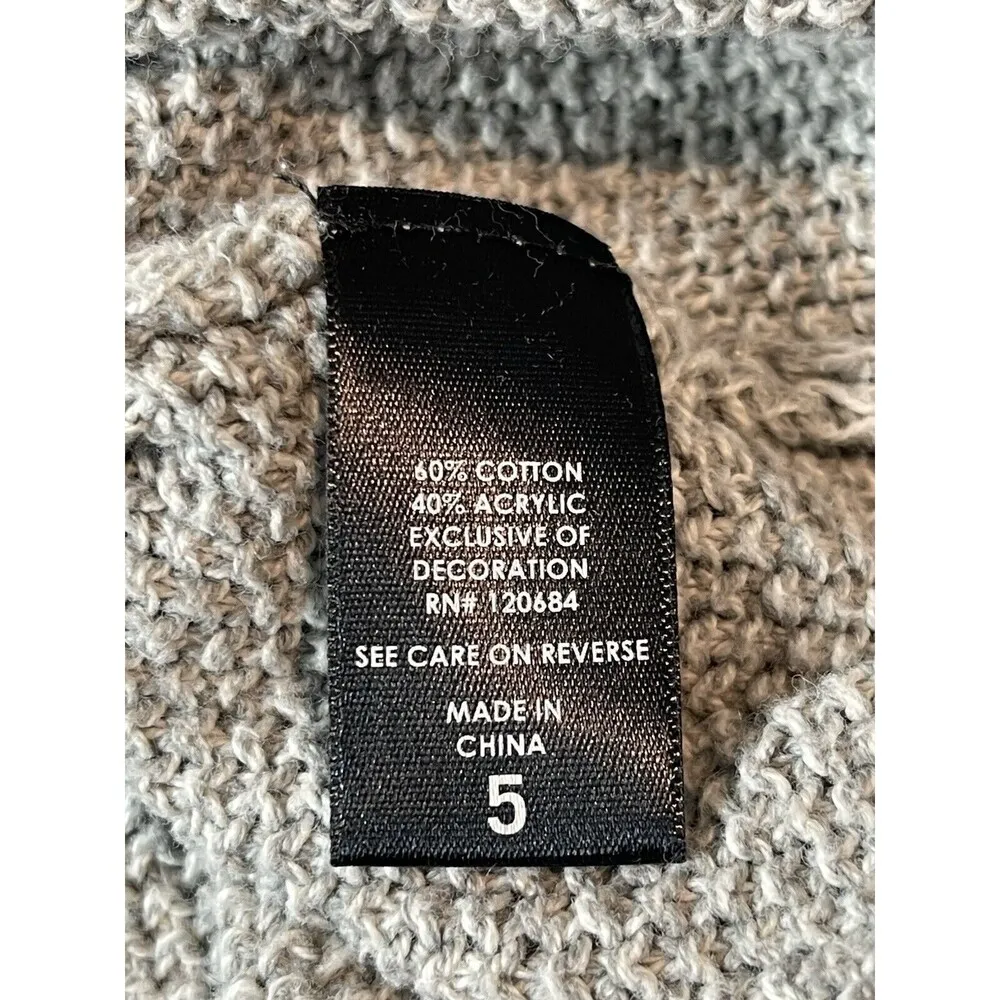 60% COTTON
40% ACRYLIC
EXCLUSIVE OF
DECORATION
RN# 120684
SEE CARE ON REVERSE
MADE IN
CHINA
5